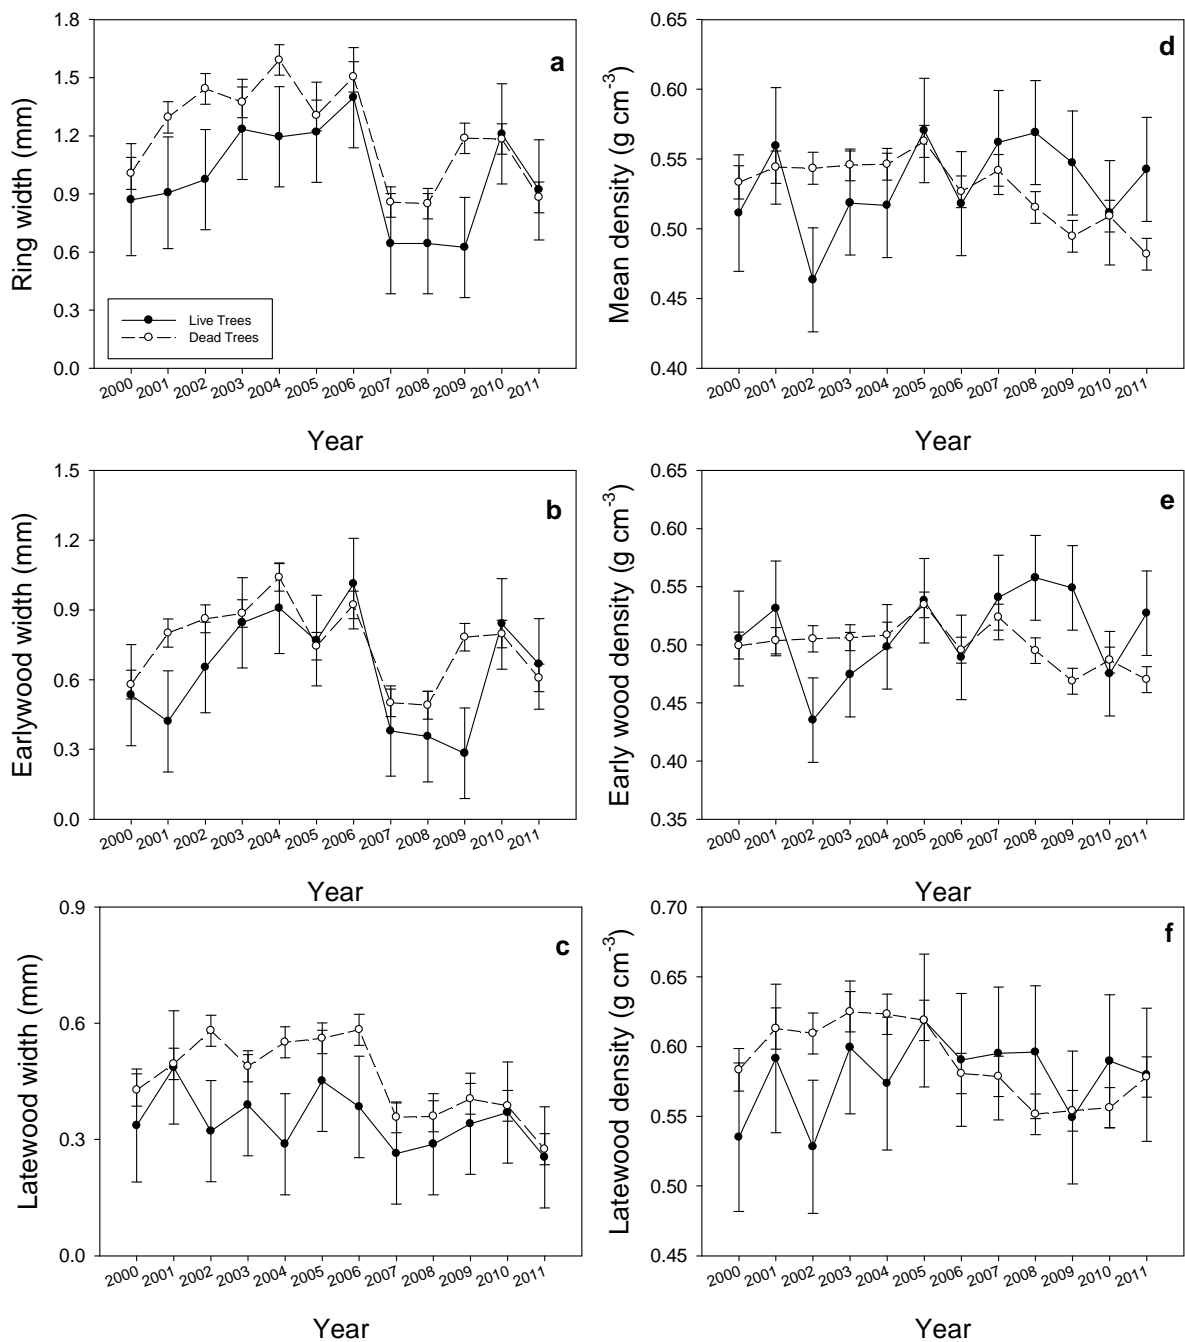 a
Ring width (mm)
1.8
1.5
1.2
0.9
0.6
0.3
0.0
Live Trees
Dead Trees
2000 2001 2002 2003 2004 2005 2006 2007 2008 2009 2010 2011
Year
d
Mean density (g cm-3)
0.65
0.60
0.55
0.50
0.45
0.40
2000 2001 2002 2003 2004 2005 2006 2007 2008 2009 2010 2011
Year
b
Earlywood width (mm)
1.5
1.2
0.9
0.6
0.3
0.0
2000 2001 2002 2003 2004 2005 2006 2007 2008 2009 2010 2011
Year
e
Early wood density (g cm-3)
0.65
0.60
0.55
0.50
0.45
0.40
0.35
2000 2001 2002 2003 2004 2005 2006 2007 2008 2009 2010 2011
Year
c
Latewood width (mm)
0.9
0.6
0.3
0.0
2000 2001 2002 2003 2004 2005 2006 2007 2008 2009 2010 2011
Year
f
Latewood density (g cm-3)
0.70
0.65
0.60
0.55
0.50
0.45
2000 2001 2002 2003 2004 2005 2006 2007 2008 2009 2010 2011
Year